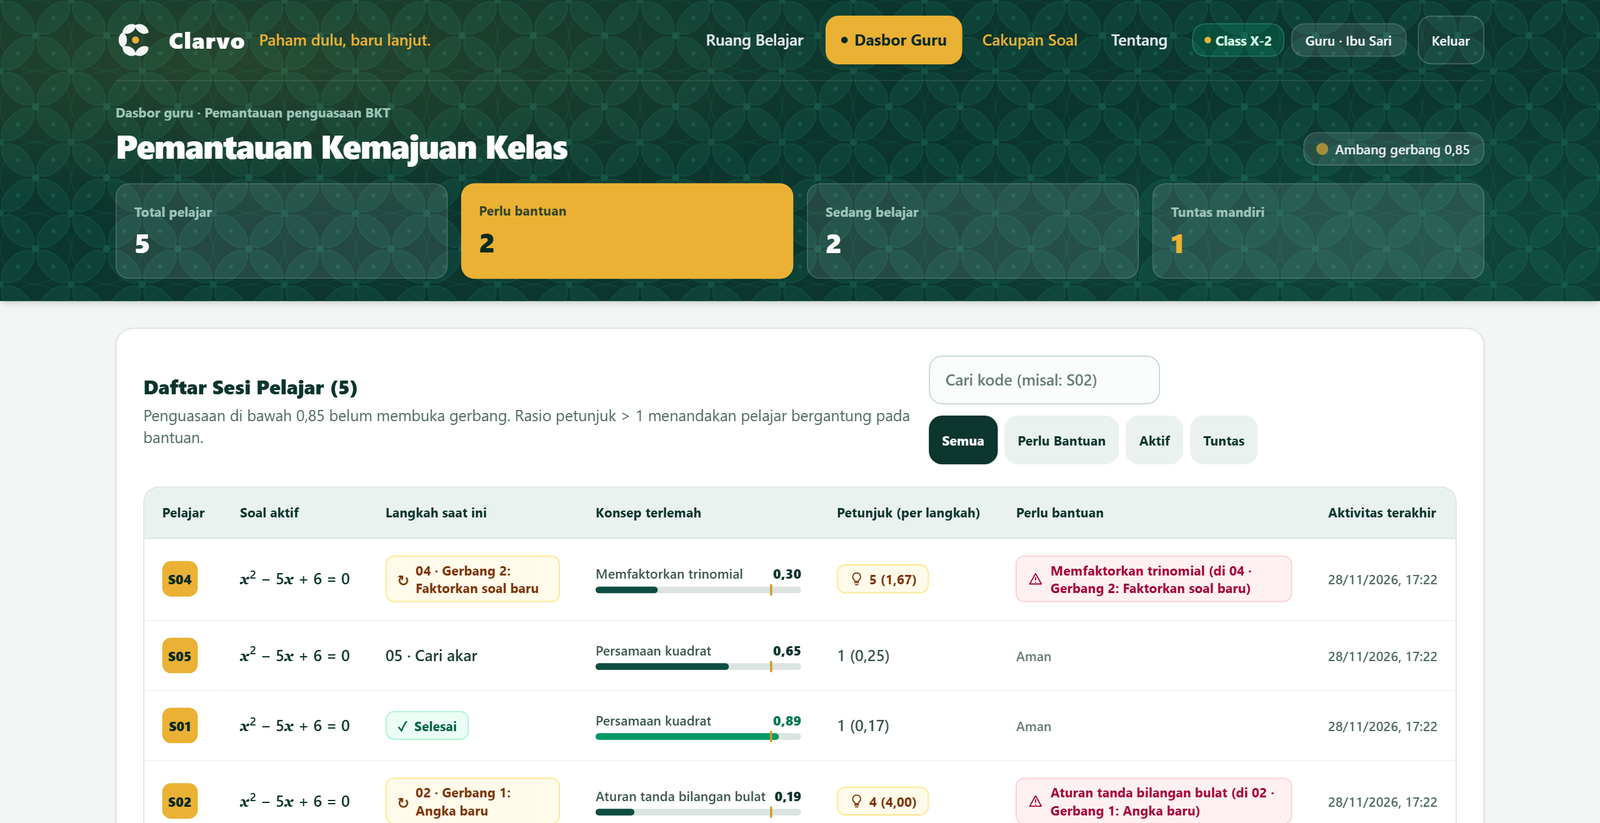 Clarvo
Paham dulu, baru lanjut.
Ruang Belajar
Dasbor Guru
Cakupan Soal
Tentang
Class X-2
Guru · Ibu Sari
Keluar
Dasbor guru · Pemantauan penguasaan BKT
Pemantauan Kemajuan Kelas
Ambang gerbang 0,85
Total pelajar
5
Perlu bantuan
2
Sedang belajar
2
Tuntas mandiri
1
Daftar Sesi Pelajar (5)
Penguasaan di bawah 0,85 belum membuka gerbang. Rasio petunjuk > 1 menandakan pelajar bergantung pada
bantuan.
Cari kode (misal: S02)
Semua
Perlu Bantuan
Aktif
Tuntas
Pelajar
Soal aktif
Langkah saat ini
Konsep terlemah
Petunjuk (per langkah)
Perlu bantuan
Aktivitas terakhir
S04
x² − 5x + 6 = 0
↻ 04 · Gerbang 2:
Faktorkan soal baru
Memfaktorkan trinomial 0,30
5 (1,67)
Memfaktorkan trinomial (di 04 ·
Gerbang 2: Faktorkan soal baru)
28/11/2026, 17:22
S05
x² − 5x + 6 = 0
05 · Cari akar
Persamaan kuadrat 0,65
1 (0,25)
Aman
28/11/2026, 17:22
S01
x² − 5x + 6 = 0
✓ Selesai
Persamaan kuadrat 0,89
1 (0,17)
Aman
28/11/2026, 17:22
S02
x² − 5x + 6 = 0
↻ 02 · Gerbang 1:
Angka baru
Aturan tanda bilangan bulat 0,19
4 (4,00)
Aturan tanda bilangan bulat (di 02 ·
Gerbang 1: Angka baru)
28/11/2026, 17:22